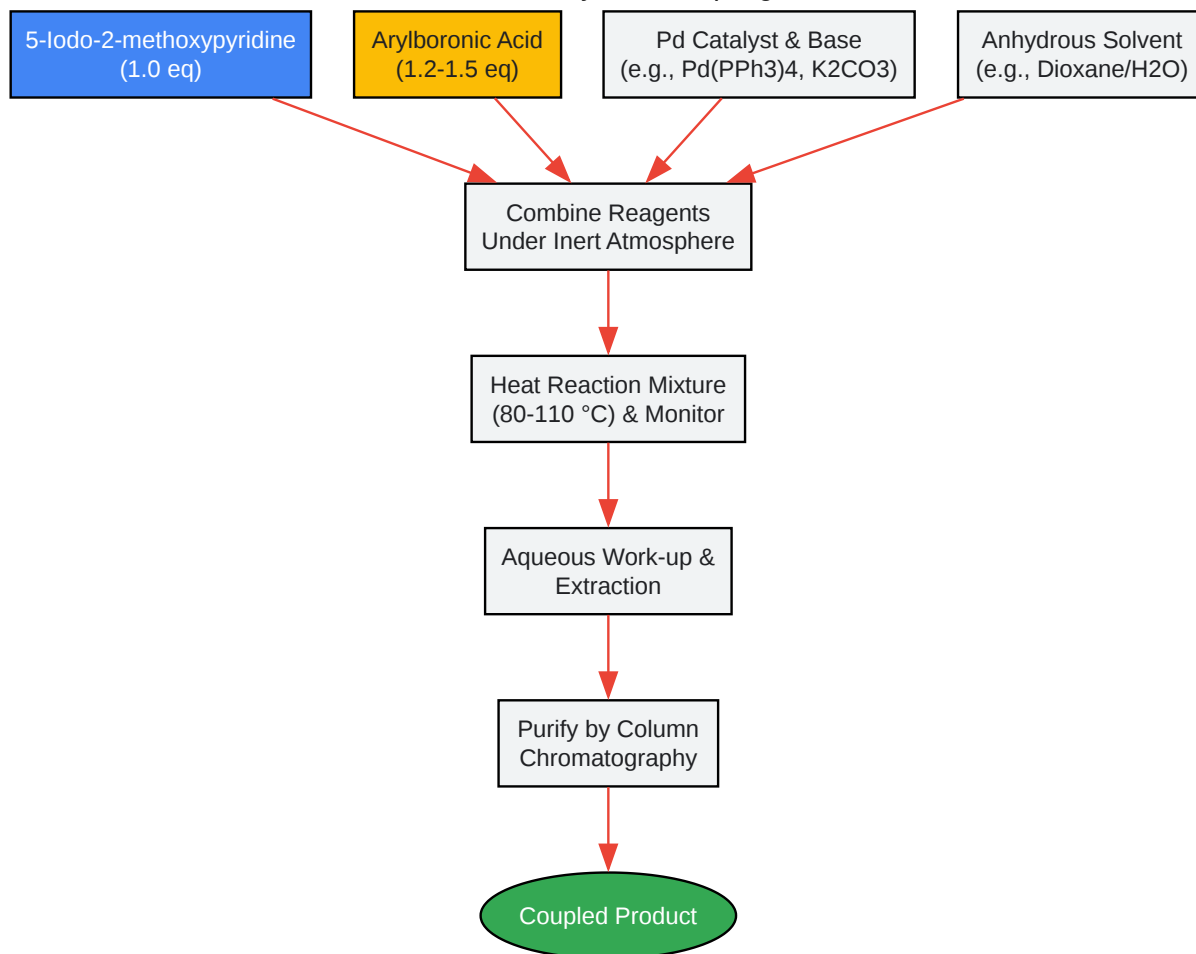 5-Iodo-2-methoxypyridine
(1.0 eq)
Arylboronic Acid
(1.2-1.5 eq)
Pd Catalyst & Base
(e.g., Pd(PPh3)4, K2CO3)
Anhydrous Solvent
(e.g., Dioxane/H2O)
Combine Reagents
Under Inert Atmosphere
Heat Reaction Mixture
(80-110 °C) & Monitor
Aqueous Work-up &
Extraction
Purify by Column
Chromatography
Coupled Product